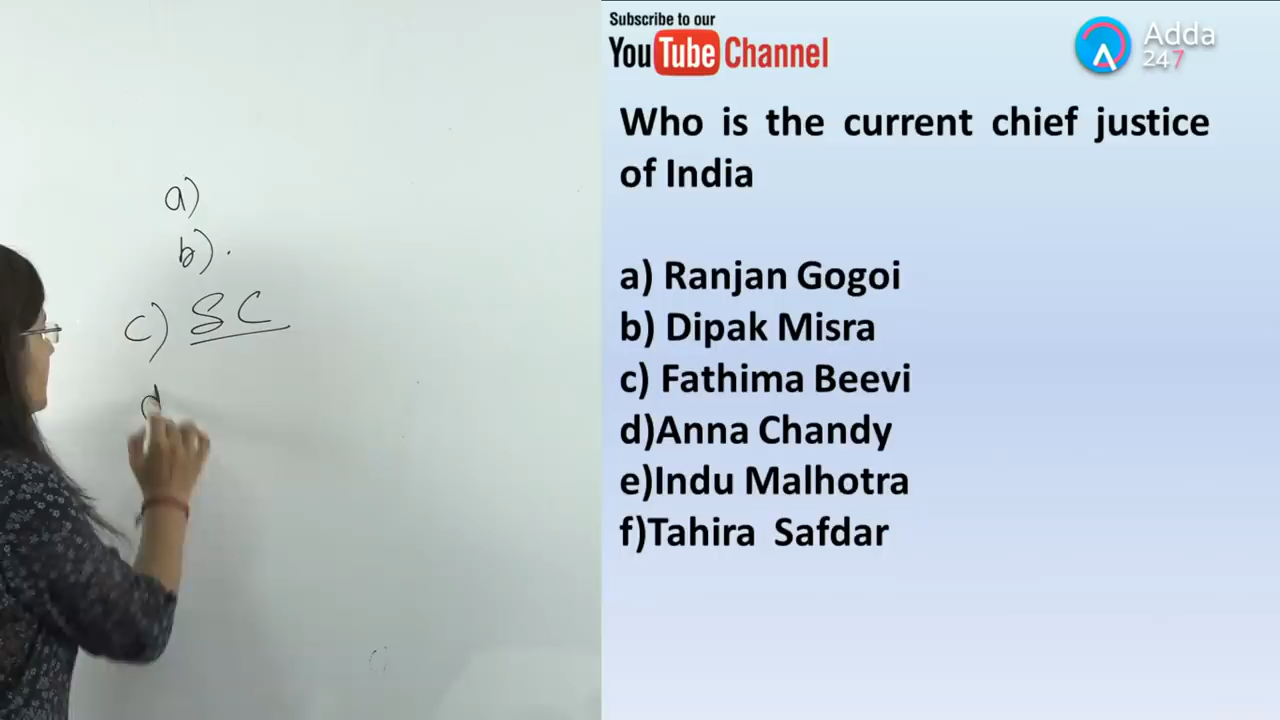 a)
b).
c) SC
d
Subscribe to our
YouTube Channel
Adda
247
Who is the current chief justice
of India
a) Ranjan Gogoi
b) Dipak Misra
c) Fathima Beevi
d)Anna Chandy
e)Indu Malhotra
f)Tahira Safdar